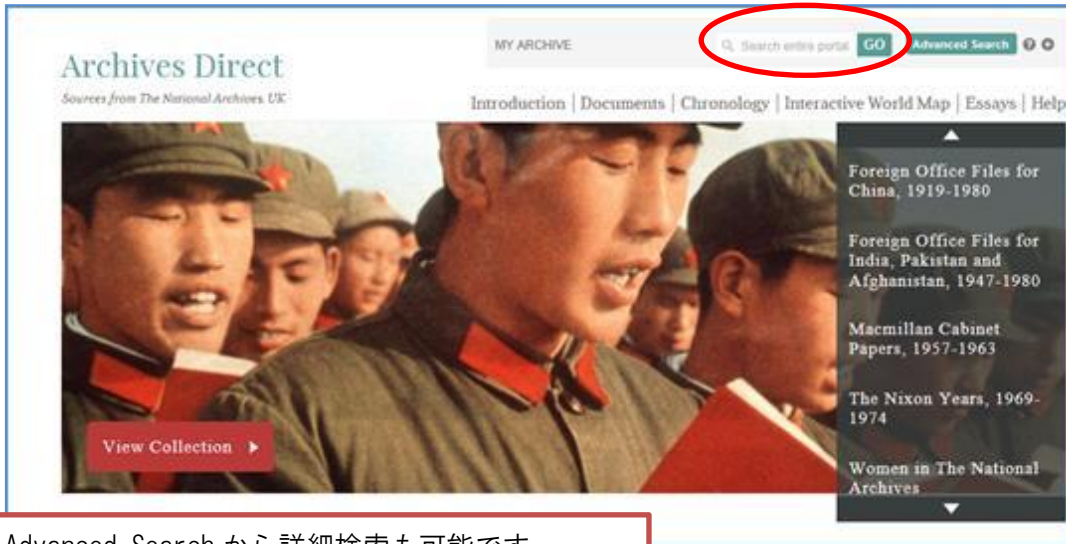 MY ARCHIVE
Search entire portal GO Advanced Search
Archives Direct
Sources from The National Archives, UK
Introduction | Documents | Chronology | Interactive World Map | Essays | Help
Foreign Office Files for
China, 1919-1980
Foreign Office Files for
India, Pakistan and
Afghanistan, 1947-1980
Macmillan Cabinet
Papers, 1957-1963
The Nixon Years, 1969-
1974
Women in The National
Archives
View Collection
Advanced Search から詳細検索も可能です